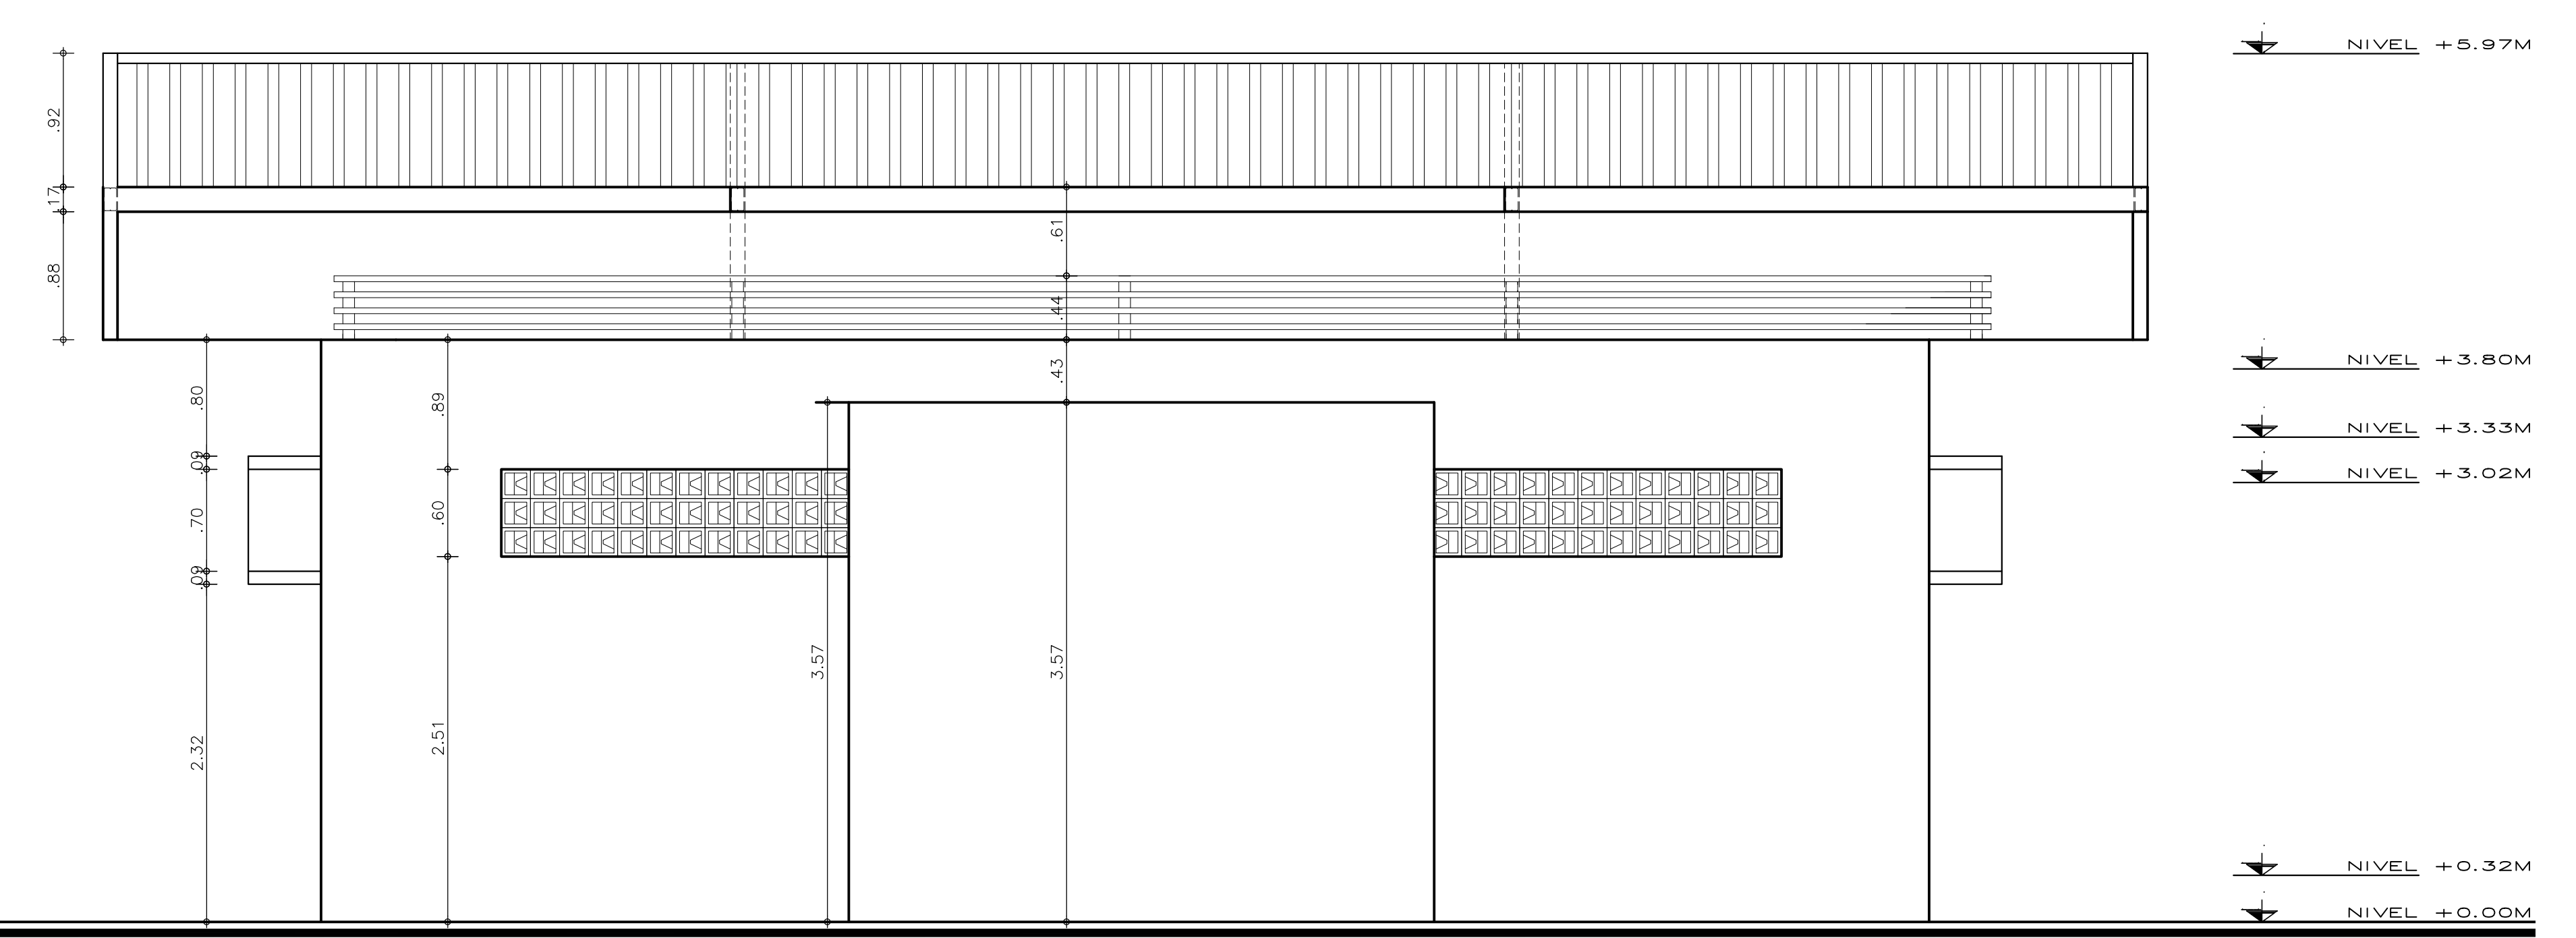 NIVEL +5.97M
.92
.17
.61
.88
.44
NIVEL +3.80M
.43
.80
.89
NIVEL +3.33M
.09
NIVEL +3.02M
.60
.70
.09
3.57
3.57
2.51
2.32
NIVEL +0.32M
NIVEL +0.00M